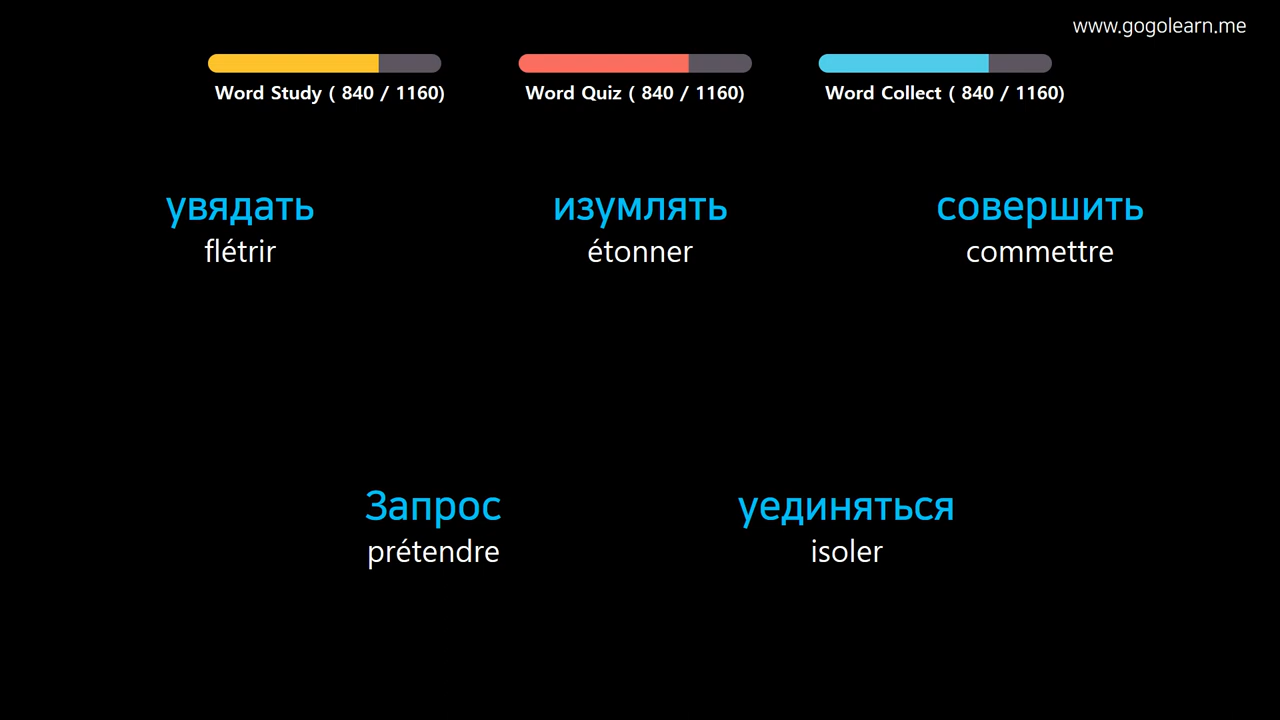 www.gogolearn.me
Word Study ( 840 / 1160)
Word Quiz ( 840 / 1160)
Word Collect ( 840 / 1160)
увядать
flétrir
изумлять
étonner
совершить
commettre
Запрос
prétendre
уединяться
isoler